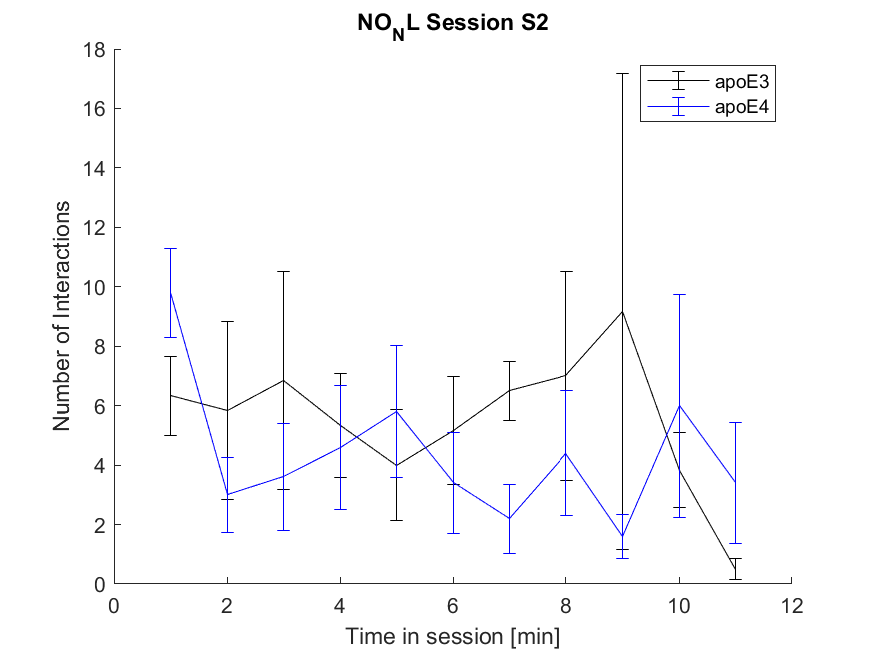 NO_NL Session S2
apoE3
apoE4
Number of Interactions
18
16
14
12
10
8
6
4
2
0
0 2 4 6 8 10 12
Time in session [min]